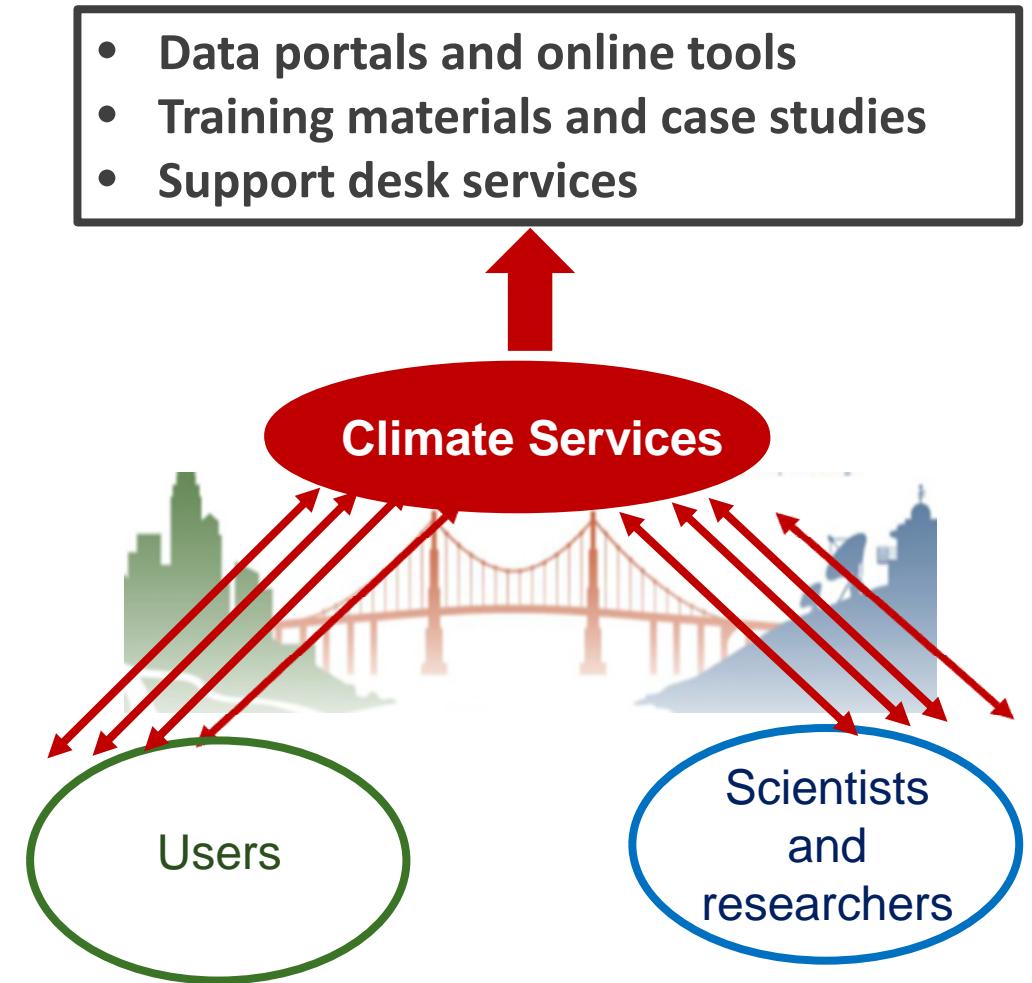 • Data portals and online tools
• Training materials and case studies
• Support desk services
Climate Services
Users
Scientists
and
researchers